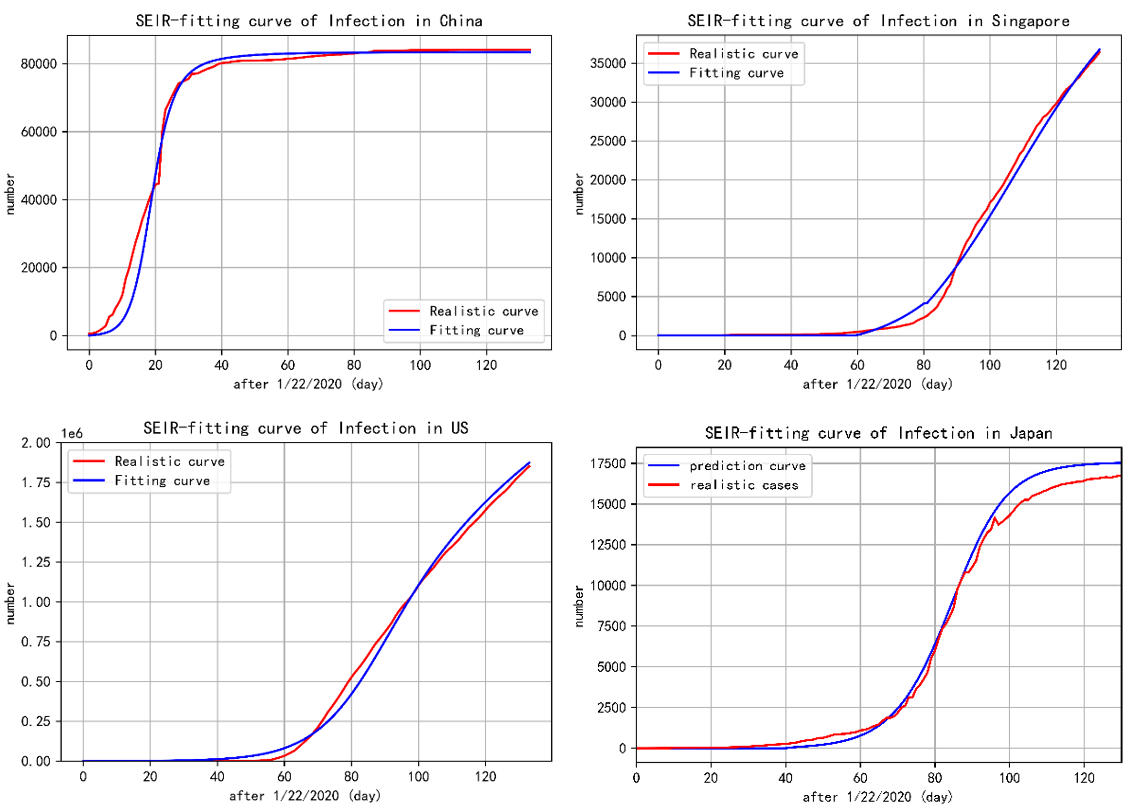 SEIR-fitting curve of Infection in China
number
80000
60000
40000
20000
0
Realistic curve
Fitting curve
0 20 40 60 80 100 120
after 1/22/2020 (day)
SEIR-fitting curve of Infection in Singapore
Realistic curve
Fitting curve
number
35000
30000
25000
20000
15000
10000
5000
0
0 20 40 60 80 100 120
after 1/22/2020 (day)
SEIR-fitting curve of Infection in US
1e6
Realistic curve
Fitting curve
number
2.00
1.75
1.50
1.25
1.00
0.75
0.50
0.25
0.00
0 20 40 60 80 100 120
after 1/22/2020 (day)
SEIR-fitting curve of Infection in Japan
prediction curve
realistic cases
number
17500
15000
12500
10000
7500
5000
2500
0
0 20 40 60 80 100 120
after 1/22/2020 (day)